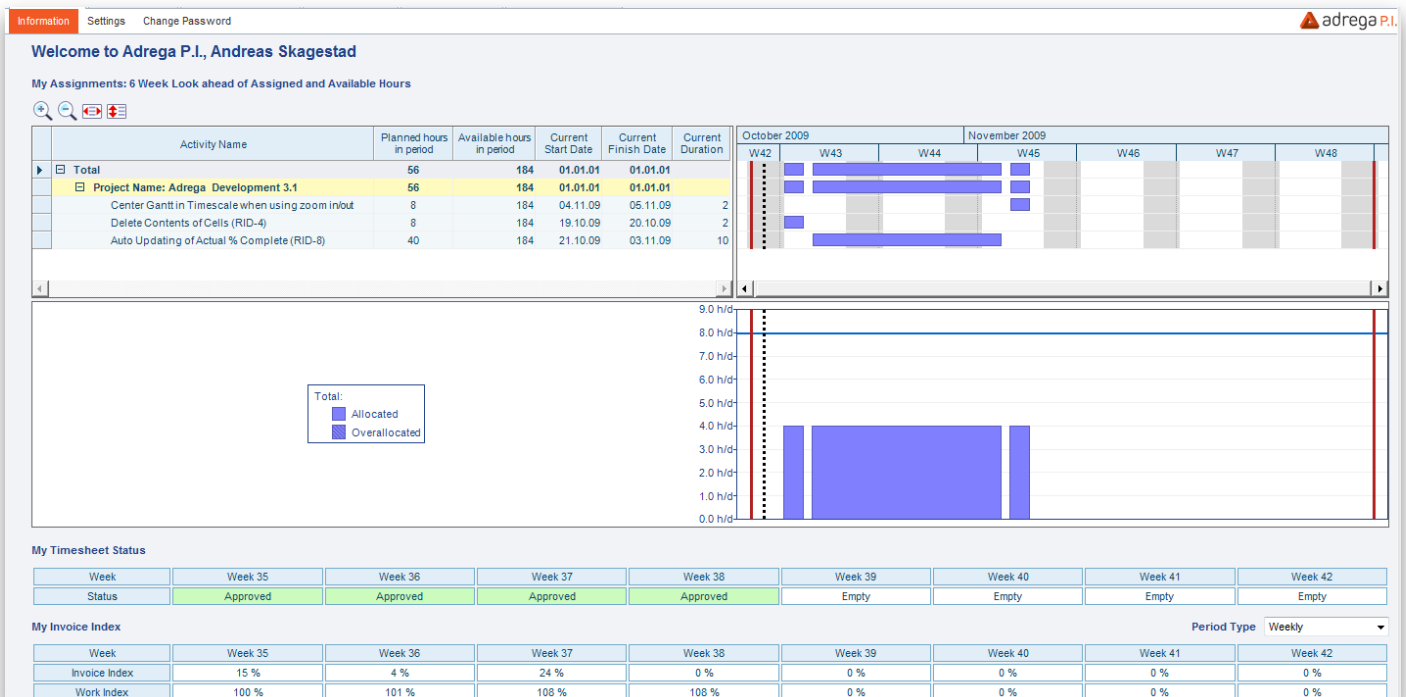 Information Settings Change Password adrega P.I.
Welcome to Adrega P.I., Andreas Skagestad
My Assignments: 6 Week Look ahead of Assigned and Available Hours
Activity Name Planned hours in period Available hours in period Current Start Date Current Finish Date Current Duration October 2009 November 2009
W42 W43 W44 W45 W46 W47 W48
Total 56 184 01.01.01 01.01.01
Project Name: Adrega Development 3.1 56 184 01.01.01 01.01.01
Center Gantt in Timescale when using zoom in/out 8 184 04.11.09 05.11.09 2
Delete Contents of Cells (RID-4) 8 184 19.10.09 20.10.09 2
Auto Updating of Actual % Complete (RID-8) 40 184 21.10.09 03.11.09 10
9.0 h/d
8.0 h/d
7.0 h/d
6.0 h/d
5.0 h/d
4.0 h/d
3.0 h/d
2.0 h/d
1.0 h/d
0.0 h/d
Total:
Allocated
Overallocated
My Timesheet Status
Week Week 35 Week 36 Week 37 Week 38 Week 39 Week 40 Week 41 Week 42
Status Approved Approved Approved Approved Empty Empty Empty Empty
My Invoice Index Period Type Weekly
Week Week 35 Week 36 Week 37 Week 38 Week 39 Week 40 Week 41 Week 42
Invoice Index 15 % 4 % 24 % 0 % 0 % 0 % 0 % 0 %
Work Index 100 % 101 % 108 % 108 % 0 % 0 % 0 % 0 %